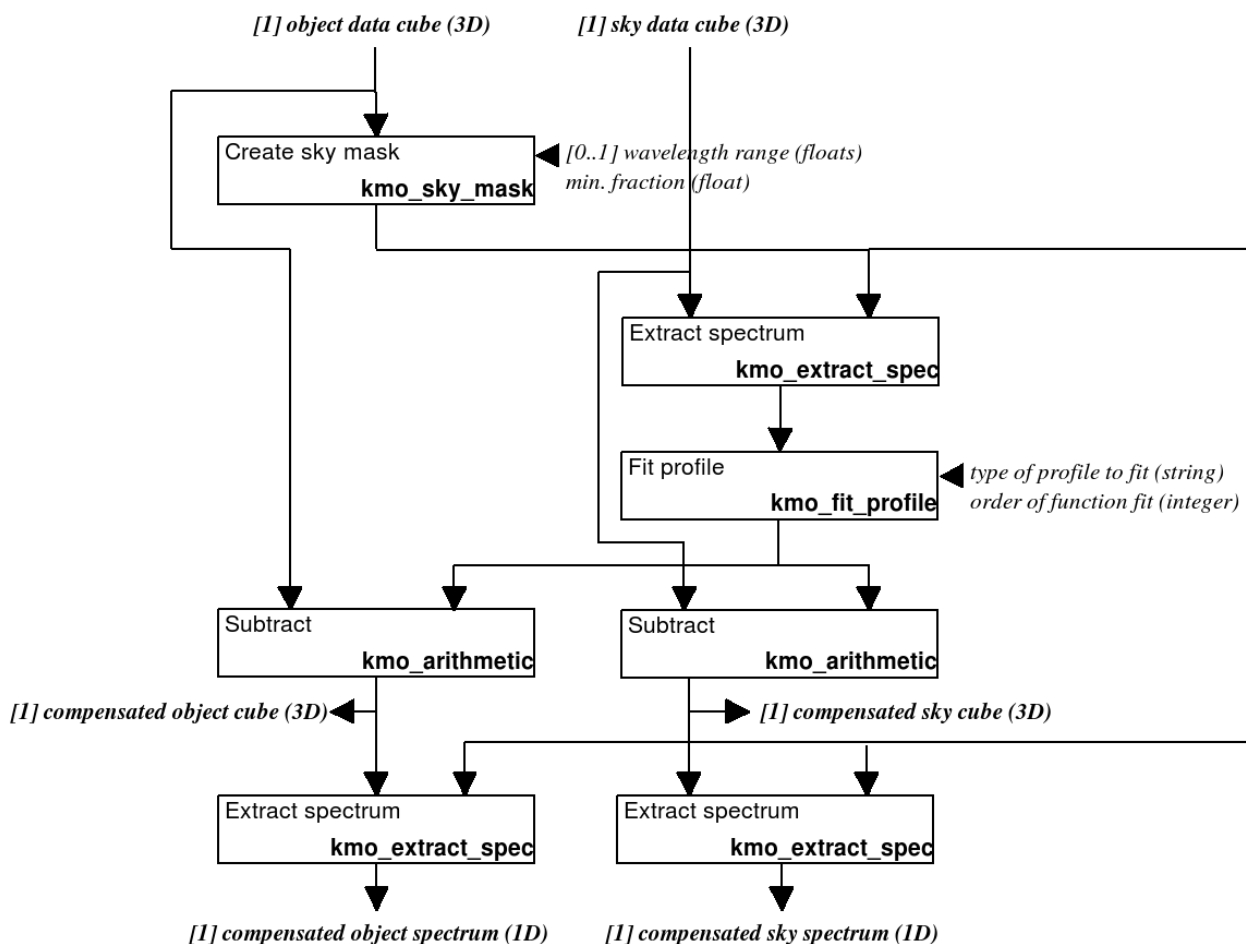 [1] object data cube (3D)
[1] sky data cube (3D)
Create sky mask
kmo_sky_mask
[0..1] wavelength range (floats)
min. fraction (float)
Extract spectrum
kmo_extract_spec
Fit profile
kmo_fit_profile
type of profile to fit (string)
order of function fit (integer)
Subtract
kmo_arithmetic
Subtract
kmo_arithmetic
[1] compensated object cube (3D)
[1] compensated sky cube (3D)
Extract spectrum
kmo_extract_spec
Extract spectrum
kmo_extract_spec
[1] compensated object spectrum (1D)
[1] compensated sky spectrum (1D)